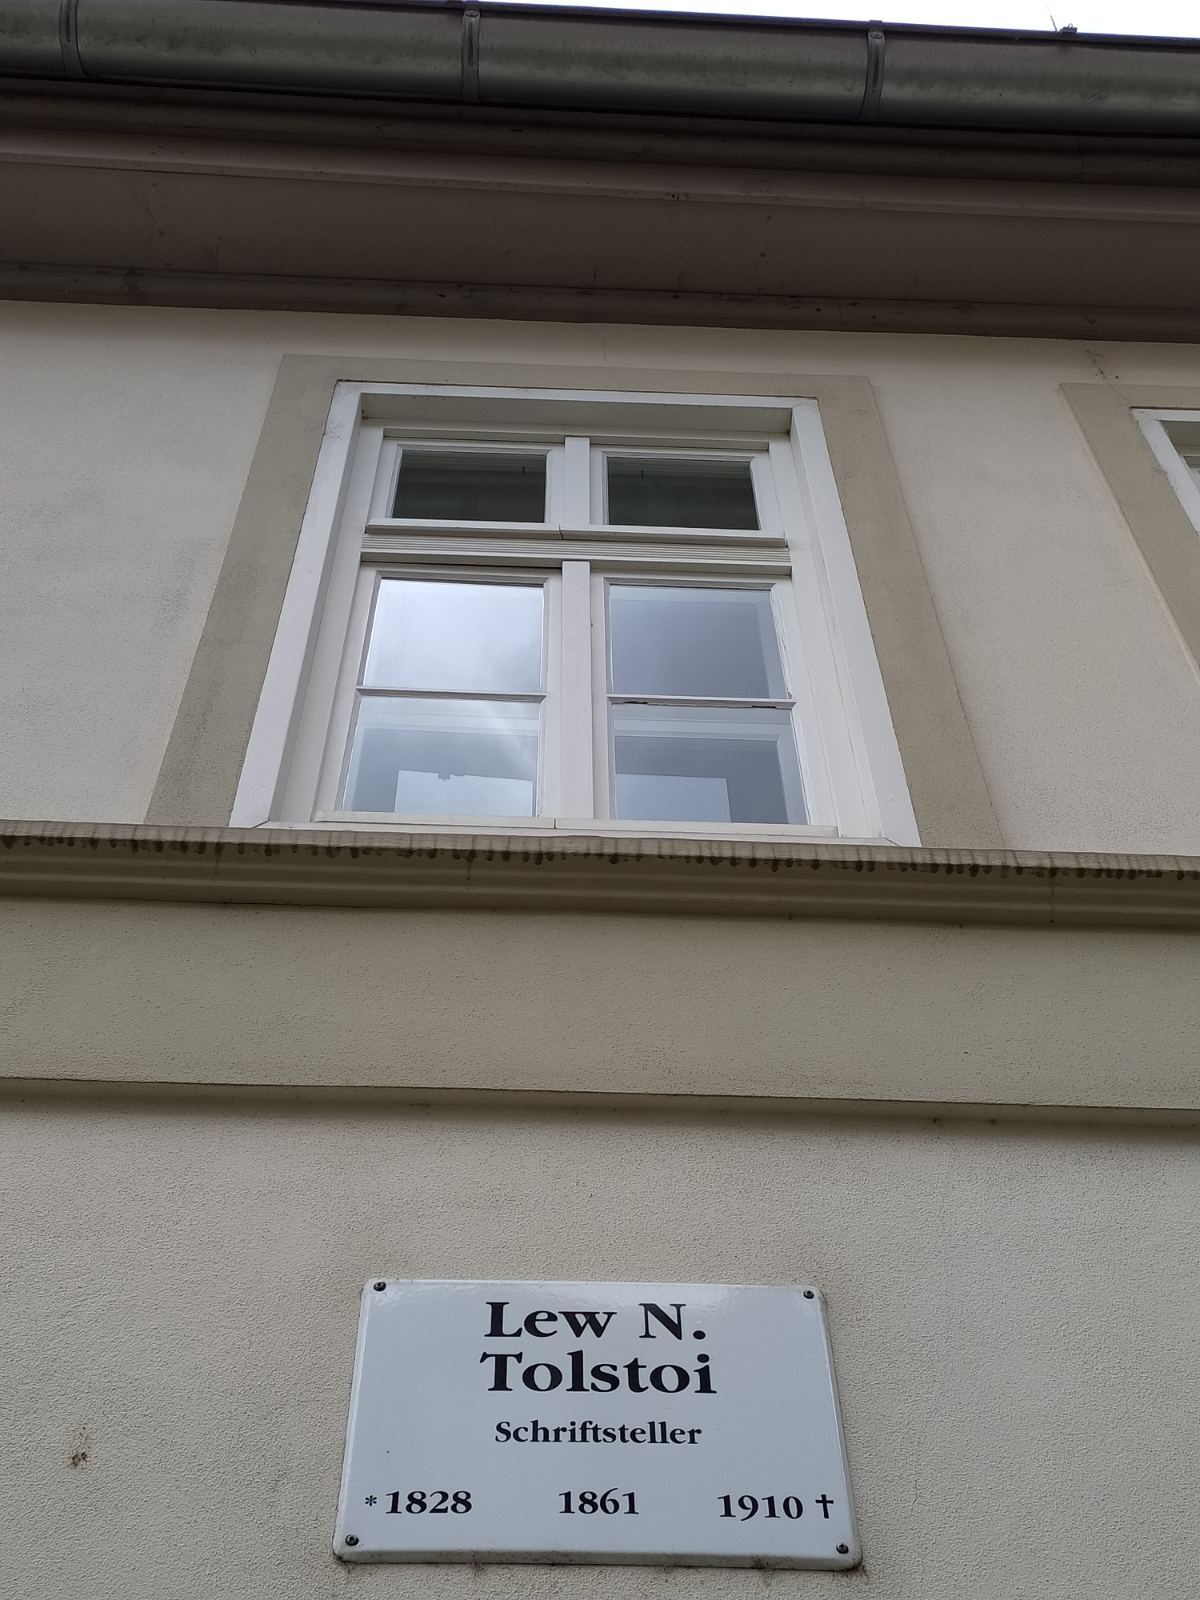 Lew N.
Tolstoi
Schriftsteller
* 1828 1861 1910 †